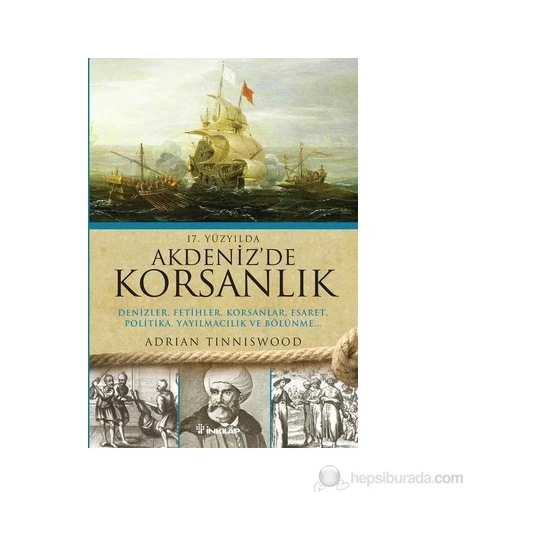 17. YÜZYILDA
AKDENİZ'DE
KORSANLIK
DENİZLER, FETİHLER, KORSANLAR, ESARET,
POLİTİKA, YAYILMACILIK VE BÖLÜNME...
ADRIAN TINNISWOOD
İNKILÂP
hepsiburada.com